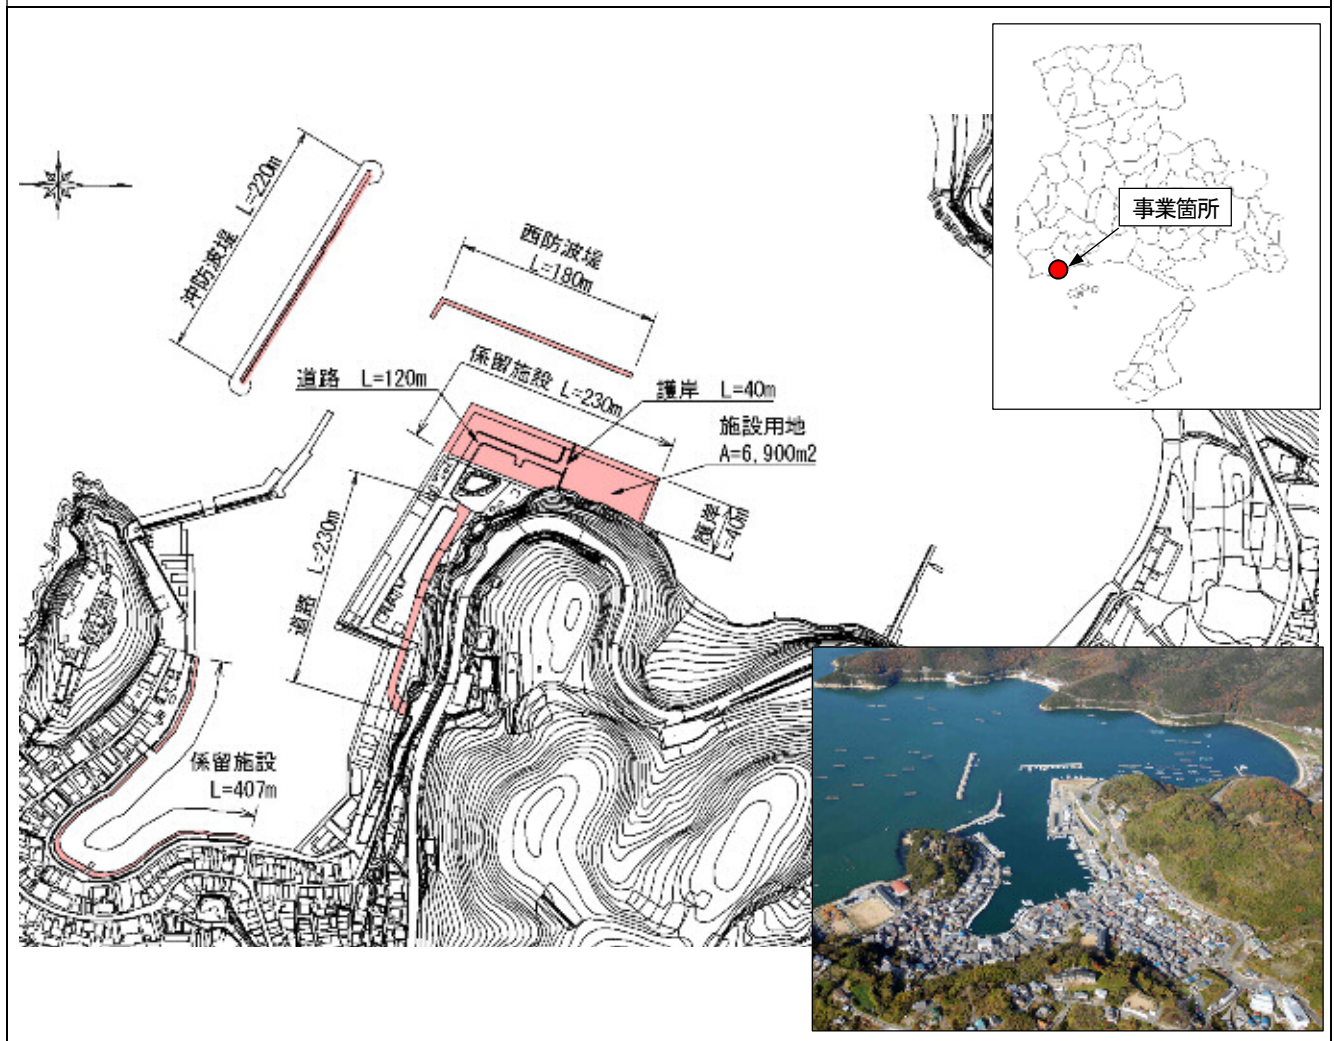 事業箇所
沖防波堤 L=220m
西防波堤
L=180m
係留施設 L=230m
道路 L=120m
護岸 L=40m
施設用地
A=6,900m2
護岸
L=40m
道路 L=230m
係留施設
L=407m